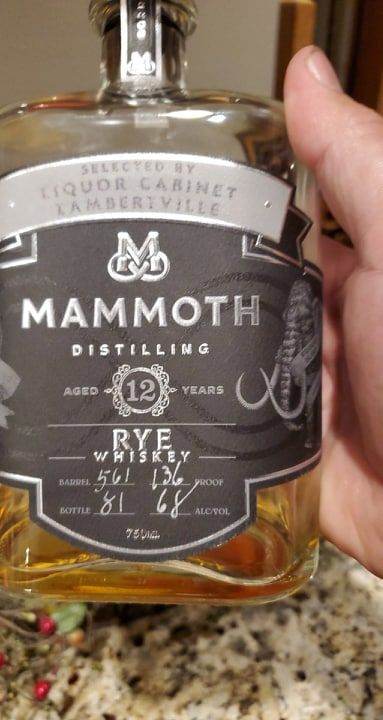 SELECTED BY
LIQUOR CABINET
LAMBERTVILLE
M
MAMMOTH
DISTILLING
AGED 12 YEARS
RYE
WHISKEY
BARREL 561 136 PROOF
BOTTLE 81 68 ALC/VOL
750ML